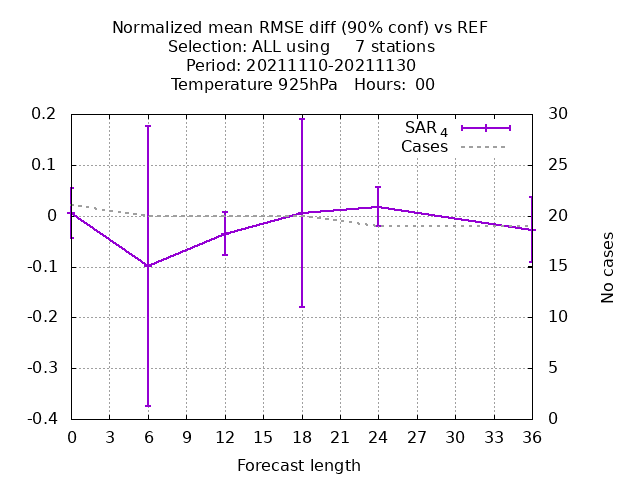 Normalized mean RMSE diff (90% conf) vs REF
Selection: ALL using 7 stations
Period: 20211110-20211130
Temperature 925hPa Hours: 00
0.2 30
SAR 4
Cases
0.1 25
0 20
-0.1 15
-0.2 10
-0.3 5
-0.4 0
No cases
0 3 6 9 12 15 18 21 24 27 30 33 36
Forecast length